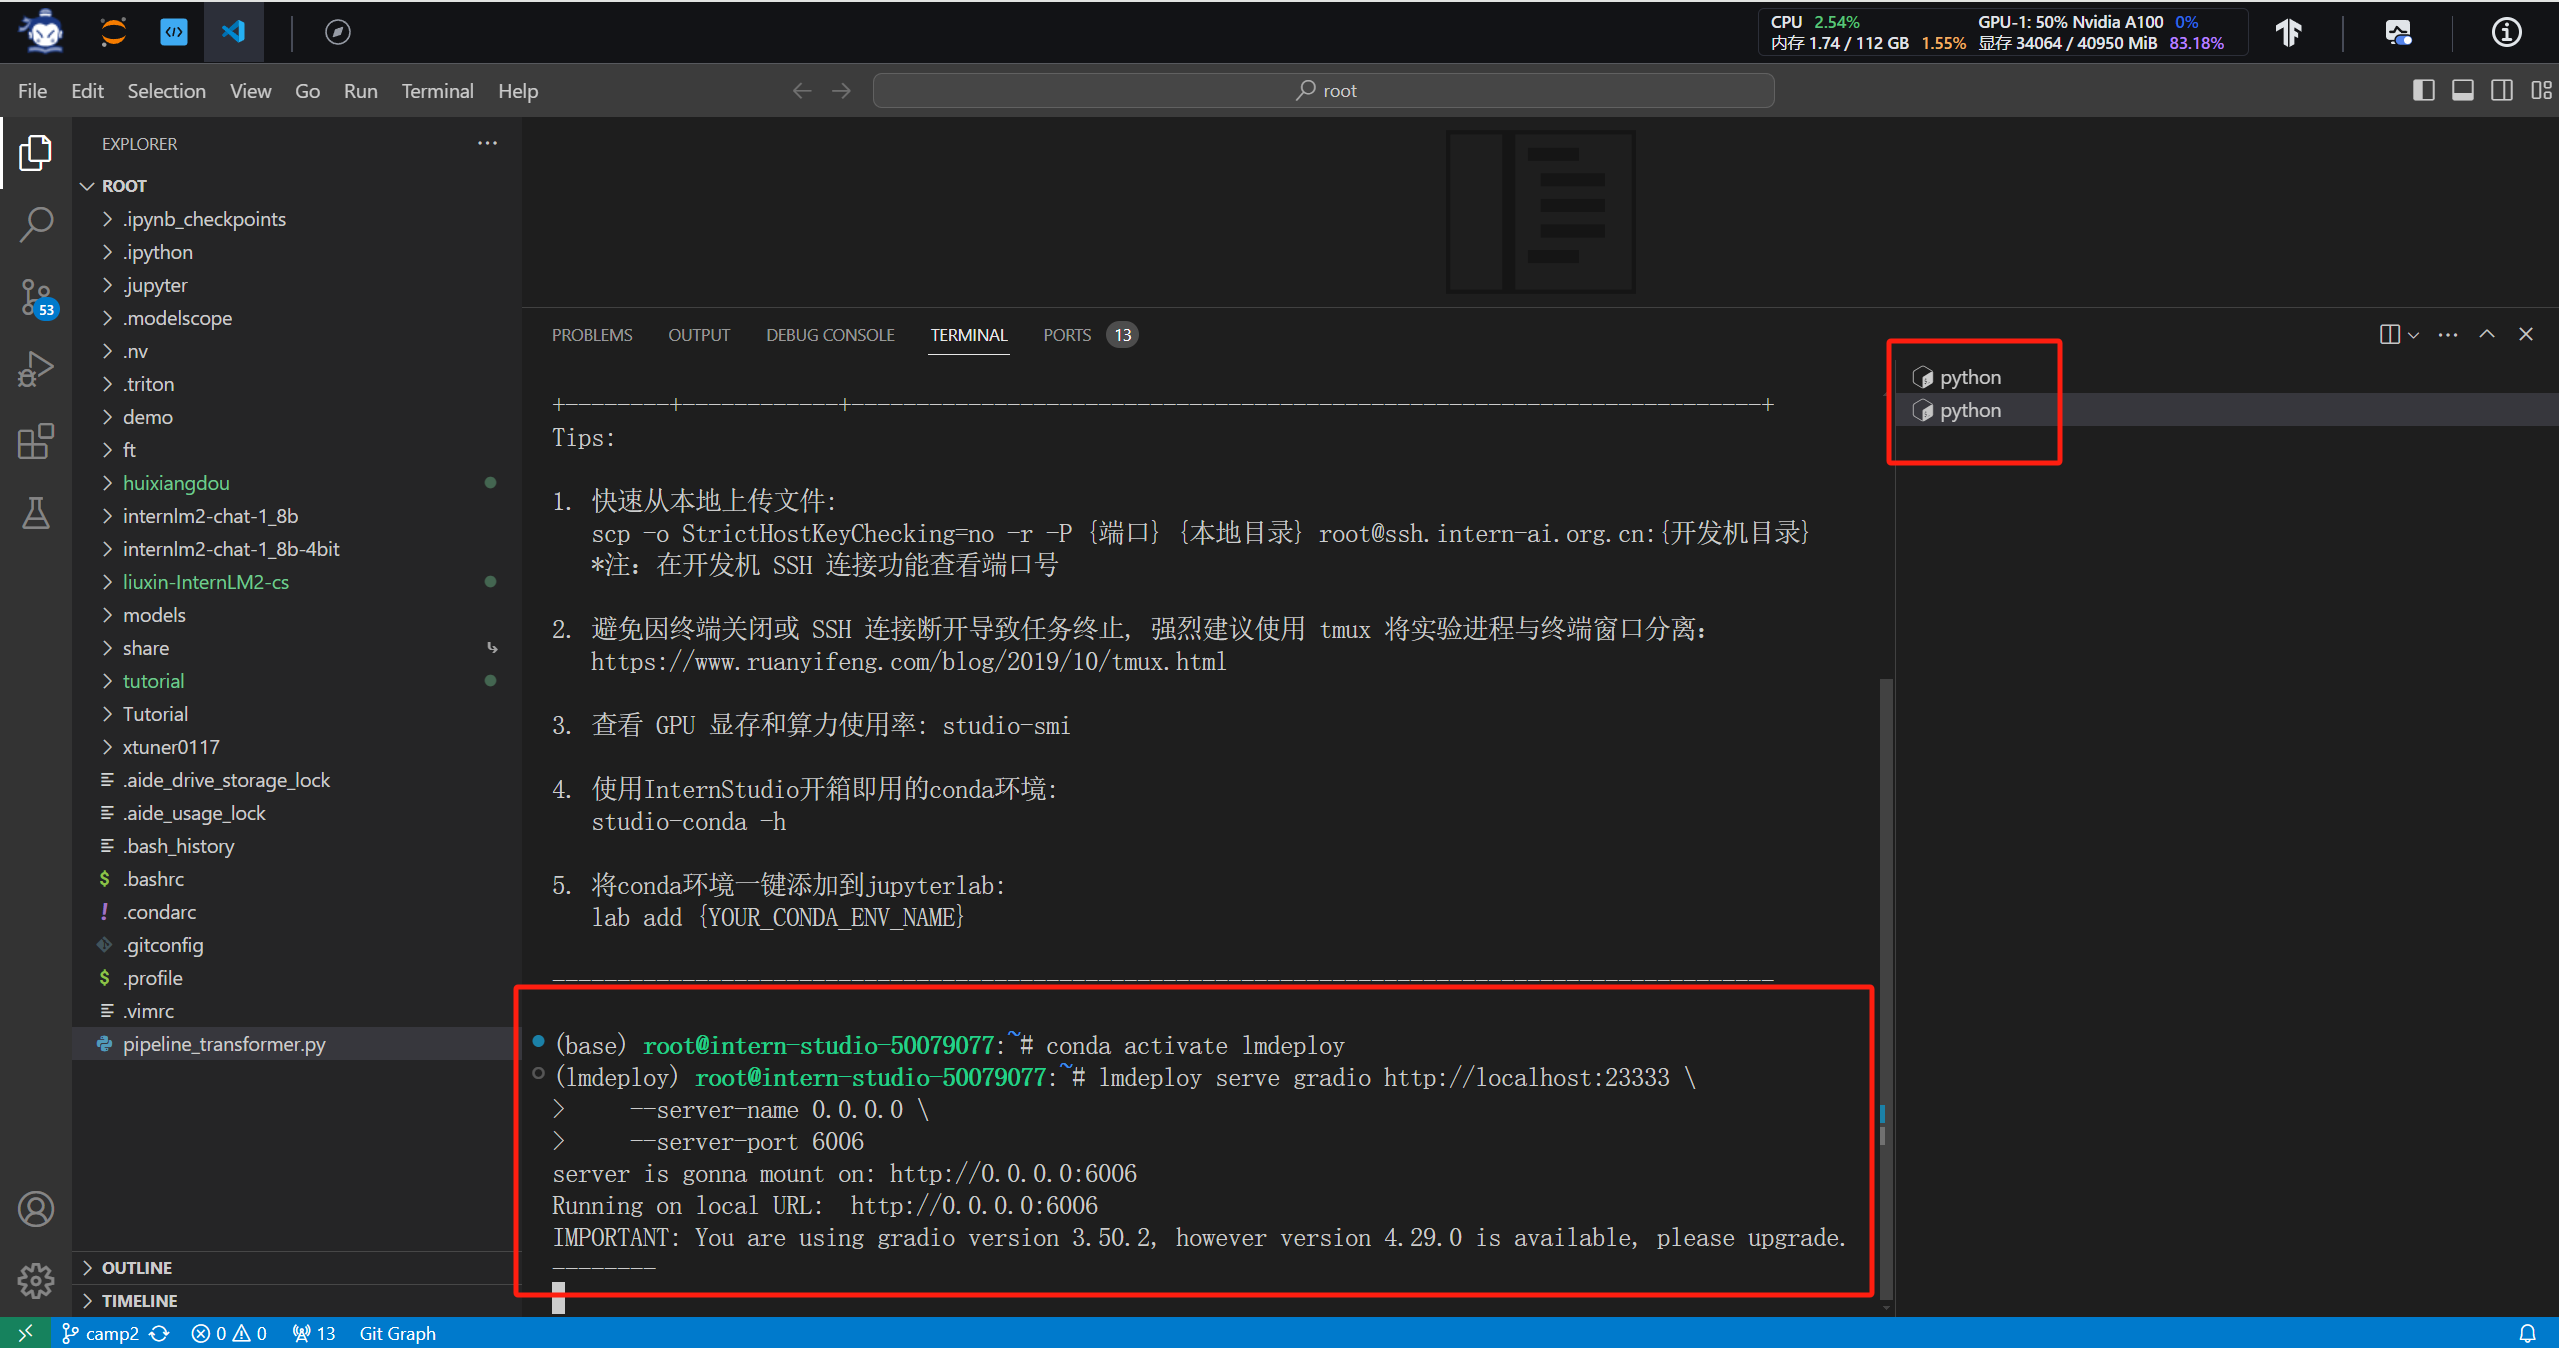 CPU 2.54%
GPU-1: 50% Nvidia A100 0%
内存 1.74 / 112 GB 1.55%
显存 34064 / 40950 MiB 83.18%
File Edit Selection View Go Run Terminal Help
root
EXPLORER
ROOT
.ipynb_checkpoints
.ipython
.jupyter
.modelscope
.nv
.triton
demo
ft
huixiangdou
internlm2-chat-1_8b
internlm2-chat-1_8b-4bit
liuxin-InternLM2-cs
models
share
tutorial
Tutorial
xtuner0117
.aide_drive_storage_lock
.aide_usage_lock
.bash_history
$ .bashrc
! .condarc
.gitconfig
$ .profile
.vimrc
pipeline_transformer.py
OUTLINE
TIMELINE
53
PROBLEMS OUTPUT DEBUG CONSOLE TERMINAL PORTS 13
python
python
+---------+------------+----------------------------------------------------------------------+
Tips:
1. 快速从本地上传文件:
scp -o StrictHostKeyChecking=no -r -P {端口} {本地目录} root@ssh.intern-ai.org.cn:{开发机目录}
*注: 在开发机 SSH 连接功能查看端口号
2. 避免因终端关闭或 SSH 连接断开导致任务终止, 强烈建议使用 tmux 将实验进程与终端窗口分离:
https://www.ruanyifeng.com/blog/2019/10/tmux.html
3. 查看 GPU 显存和算力使用率: studio-smi
4. 使用InternStudio开箱即用的conda环境:
studio-conda -h
5. 将conda环境一键添加到jupyterlab:
lab add {YOUR_CONDA_ENV_NAME}
----------------------------------------------------------------------------------------------
(base) root@intern-studio-50079077:~# conda activate lmdeploy
(lmdeploy) root@intern-studio-50079077:~# lmdeploy serve gradio http://localhost:23333 \
> --server-name 0.0.0.0 \
> --server-port 6006
server is gonna mount on: http://0.0.0.0:6006
Running on local URL: http://0.0.0.0:6006
IMPORTANT: You are using gradio version 3.50.2, however version 4.29.0 is available, please upgrade.
--------
camp2 0 0 13 Git Graph